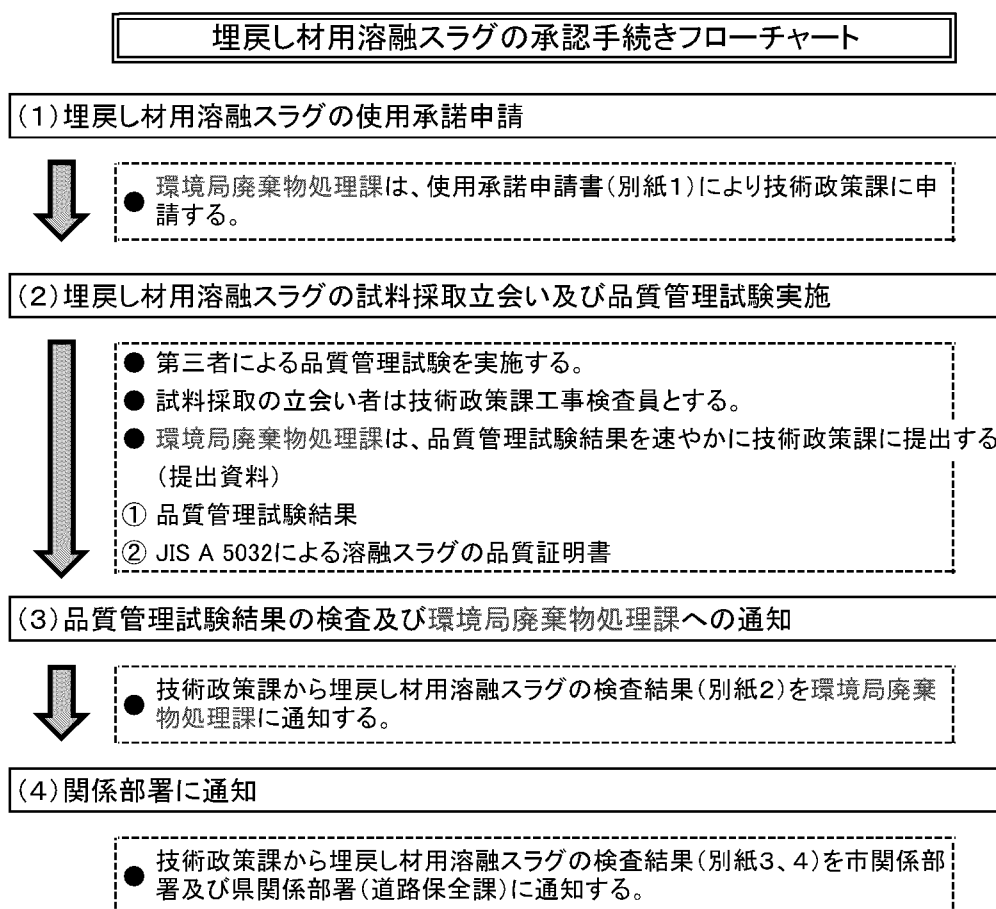 埋戻し材用溶融スラグの承認手続きフローチャート
(1)埋戻し材用溶融スラグの使用承諾申請
● 環境局廃棄物処理課は、使用承諾申請書(別紙1)により技術政策課に申
請する。
(2)埋戻し材用溶融スラグの試料採取立会い及び品質管理試験実施
● 第三者による品質管理試験を実施する。
● 試料採取の立会い者は技術政策課工事検査員とする。
● 環境局廃棄物処理課は、品質管理試験結果を速やかに技術政策課に提出する
(提出資料)
① 品質管理試験結果
② JIS A 5032による溶融スラグの品質証明書
(3)品質管理試験結果の検査及び環境局廃棄物処理課への通知
● 技術政策課から埋戻し材用溶融スラグの検査結果(別紙2)を環境局廃棄
物処理課に通知する。
(4)関係部署に通知
● 技術政策課から埋戻し材用溶融スラグの検査結果(別紙3、4)を市関係部
署及び県関係部署(道路保全課)に通知する。